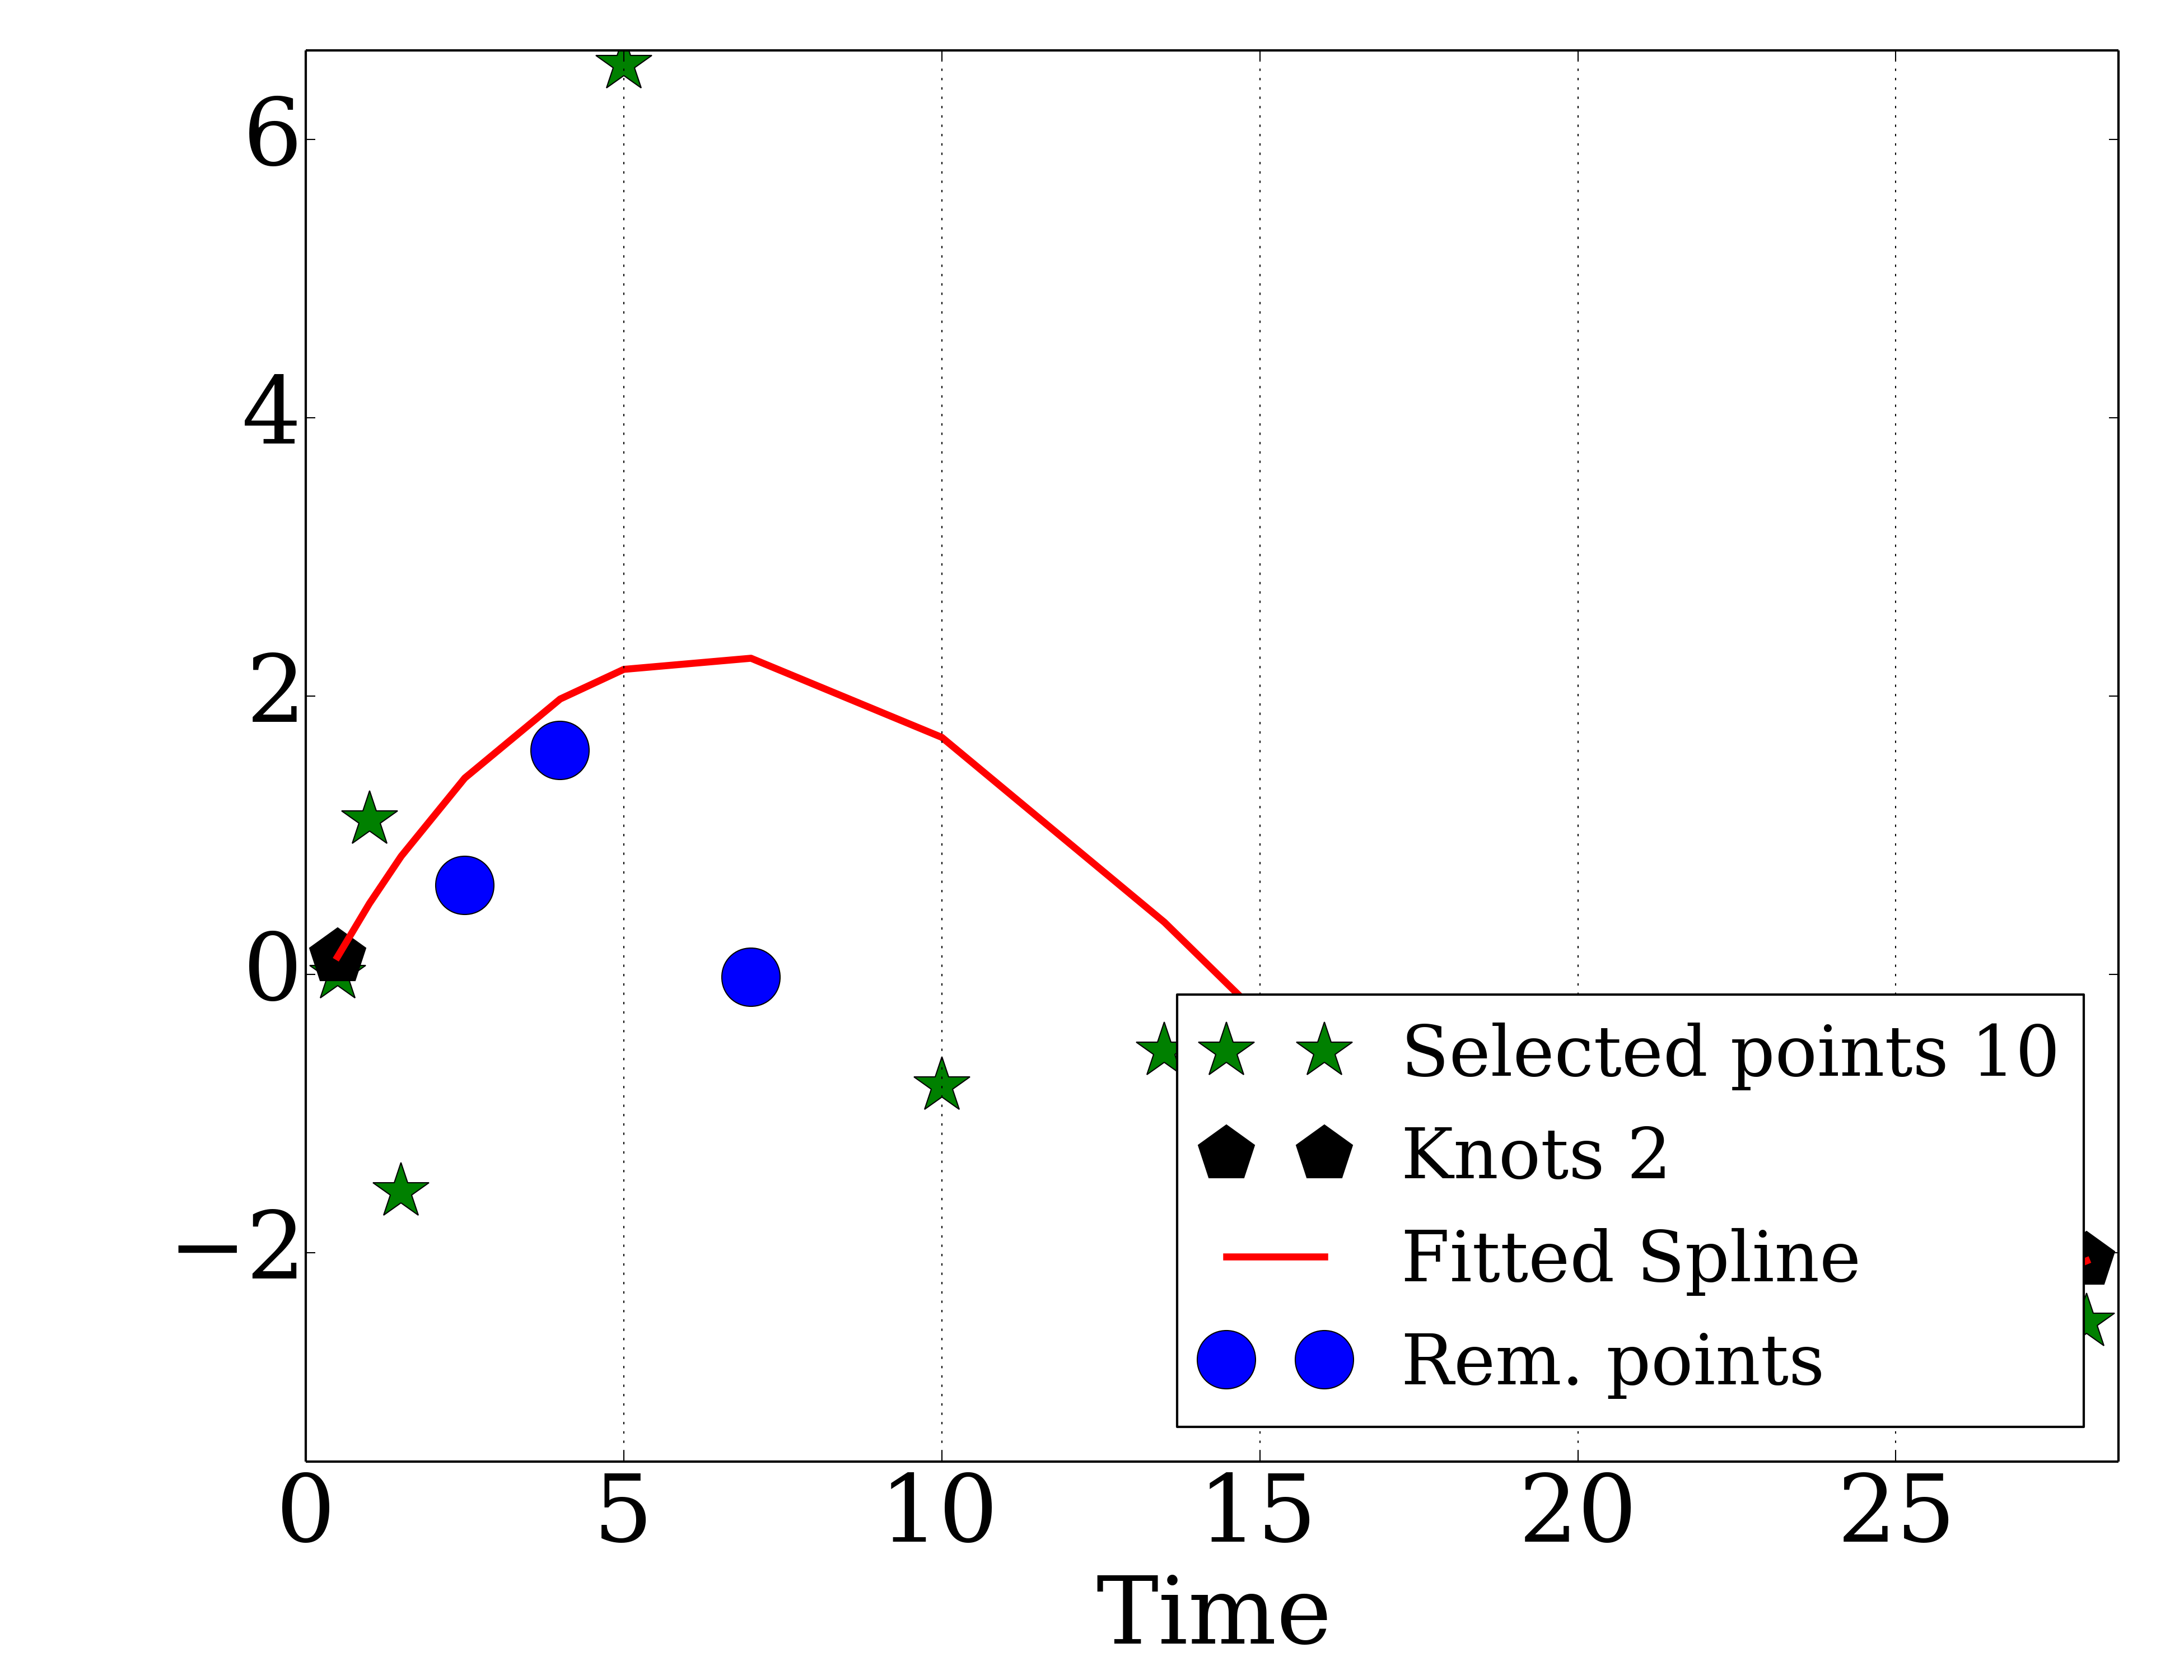 6
4
2
0
−2
Selected points 10
Knots 2
Fitted Spline
Rem. points
0 5 10 15 20 25
Time